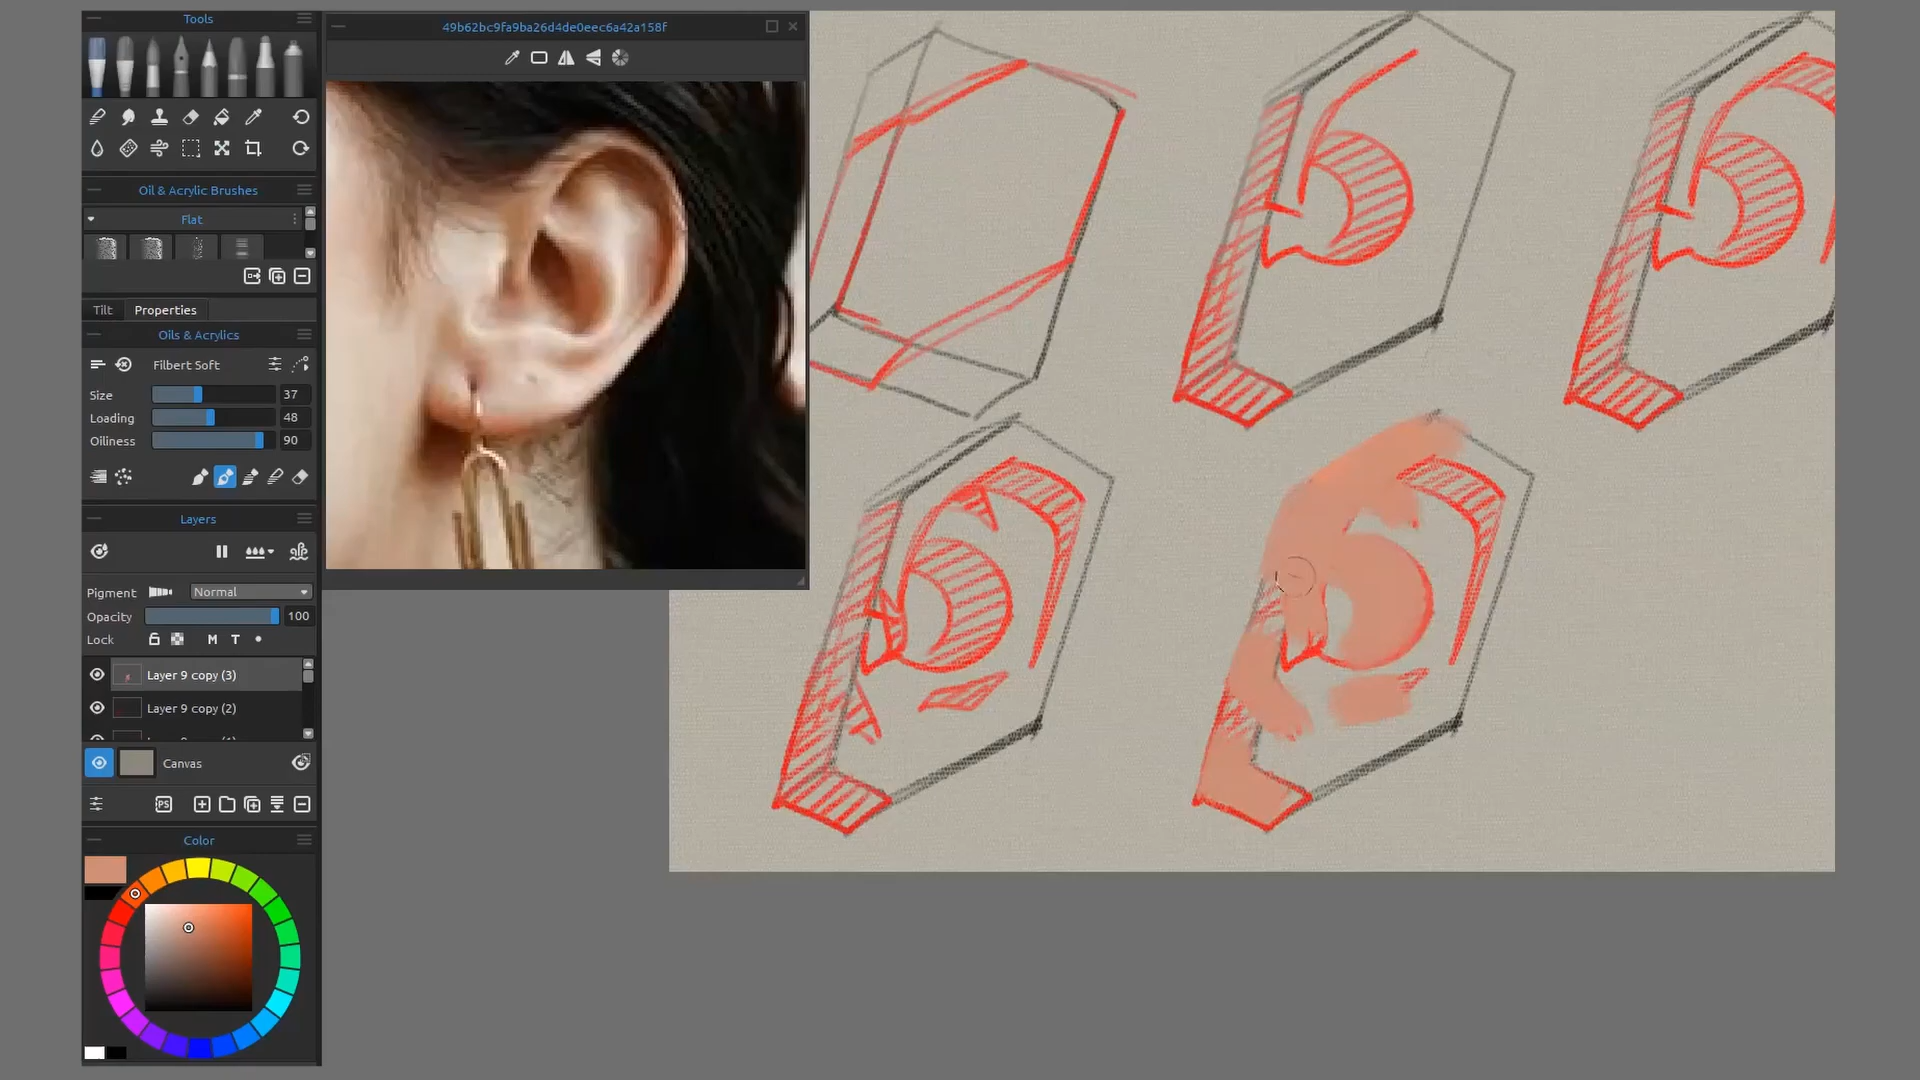 Tools
49b62bc9fa9ba26d4de0eec6a42a158f
Oil & Acrylic Brushes
Flat
Tilt
Properties
Oils & Acrylics
Filbert Soft
Size 37
Loading 48
Oiliness 90
Layers
Pigment Normal
Opacity 100
Lock M T
Layer 9 copy (3)
Layer 9 copy (2)
Canvas
PS
Color